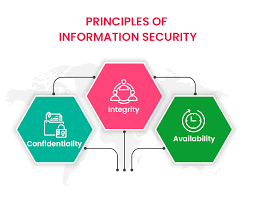 PRINCIPLES OF
INFORMATION SECURITY
Integrity
Confidentiality
Availability